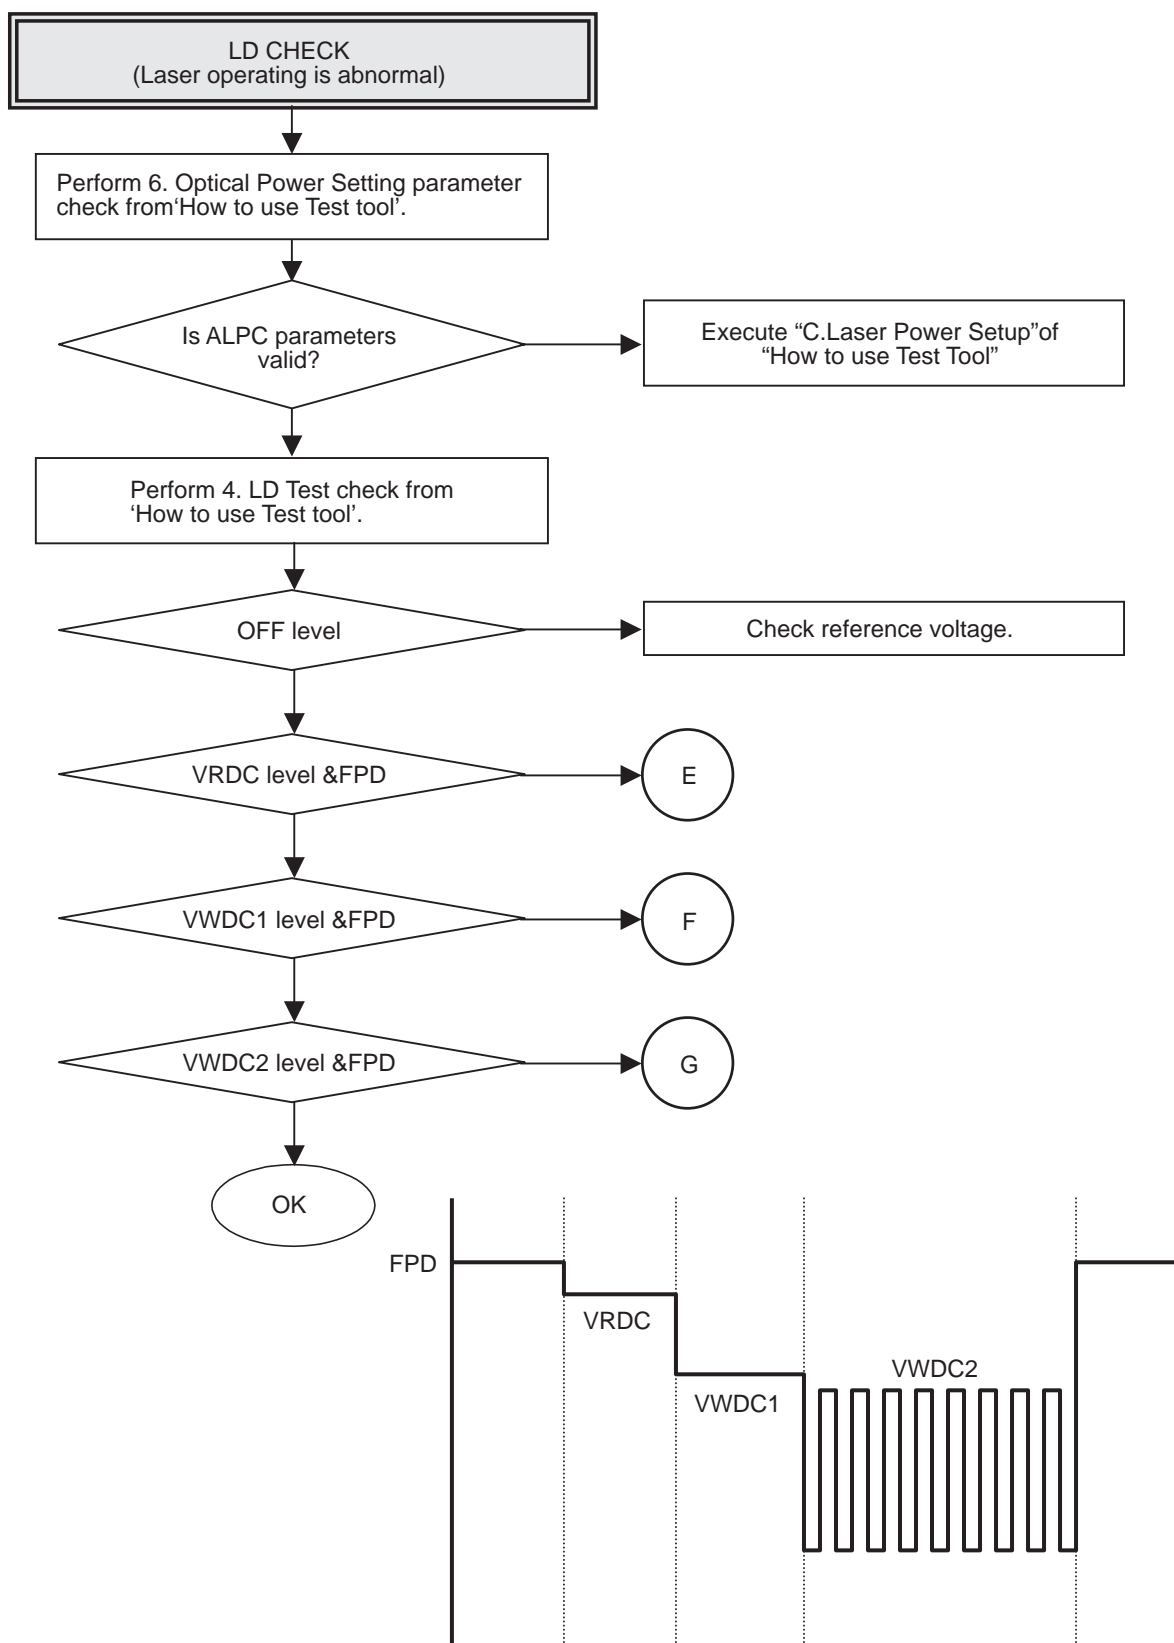 LD CHECK
(Laser operating is abnormal)
Perform 6. Optical Power Setting parameter
check from‘How to use Test tool’.
Is ALPC parameters
valid?
Execute “C.Laser Power Setup”of
“How to use Test Tool”
Perform 4. LD Test check from
‘How to use Test tool’.
OFF level
Check reference voltage.
VRDC level &FPD
E
VWDC1 level &FPD
F
VWDC2 level &FPD
G
OK
FPD
VRDC
VWDC1
VWDC2